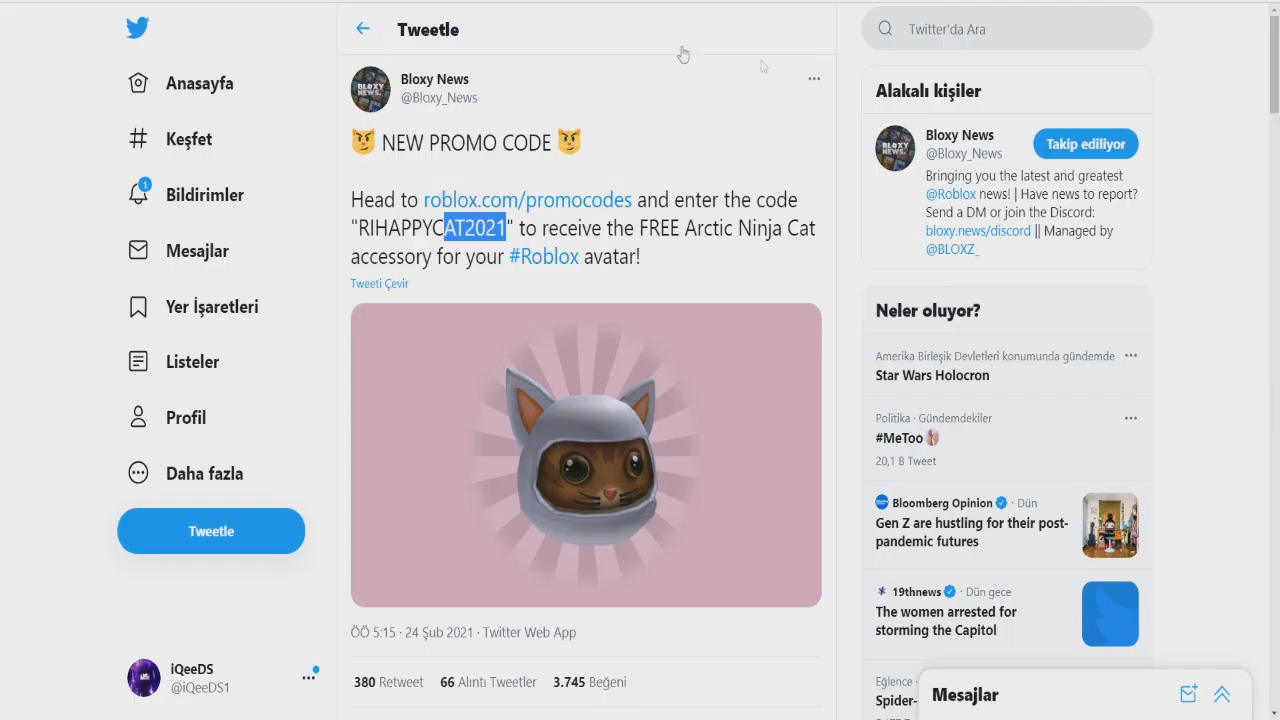 Anasayfa
Keşfet
1
Bildirimler
Mesajlar
Yer İşaretleri
Listeler
Profil
Daha fazla
Tweetle
iQeeDS
@iQeeDS1
Tweetle
BLOXY NEWS.
Bloxy News
@Bloxy_News
😼 NEW PROMO CODE 😼
Head to roblox.com/promocodes and enter the code
"RIHAPPYCAT2021" to receive the FREE Arctic Ninja Cat
accessory for your #Roblox avatar!
Tweeti Çevir
ÖÖ 5:15 · 24 Şub 2021 · Twitter Web App
380 Retweet 66 Alıntı Tweetler 3.745 Beğeni
Twitter'da Ara
Alakalı kişiler
BLOXY NEWS.
Bloxy News
@Bloxy_News
Takip ediliyor
Bringing you the latest and greatest
@Roblox news! | Have news to report?
Send a DM or join the Discord:
bloxy.news/discord || Managed by
@BLOXZ_
Neler oluyor?
Amerika Birleşik Devletleri konumunda gündemde
Star Wars Holocron
Politika · Gündemdekiler
#MeToo
20,1 B Tweet
Bloomberg Opinion · Dün
Gen Z are hustling for their post-
pandemic futures
19thnews · Dün gece
The women arrested for
storming the Capitol
Eğlence ·
Spider-
Mesajlar